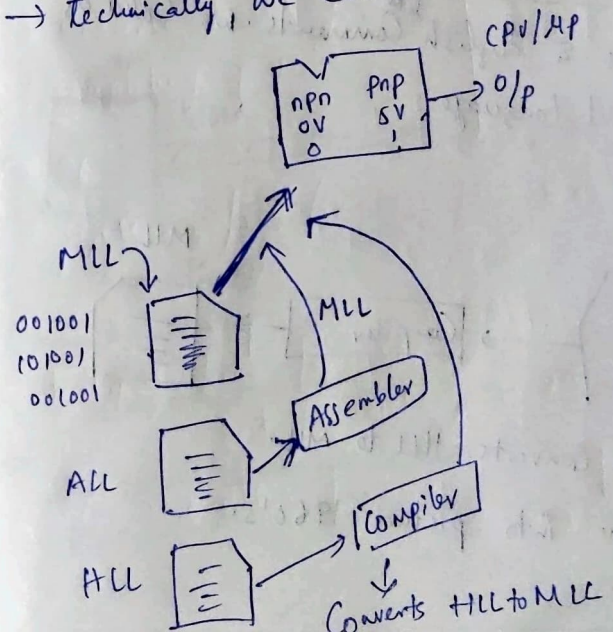 → Technically, we
CPU/MP
npn pnp → O/P
0V 5V
0 1
MLL
001001
101001
001001
MLL
Assembler
ALL
Compiler
HLL
Converts HLL to MLL